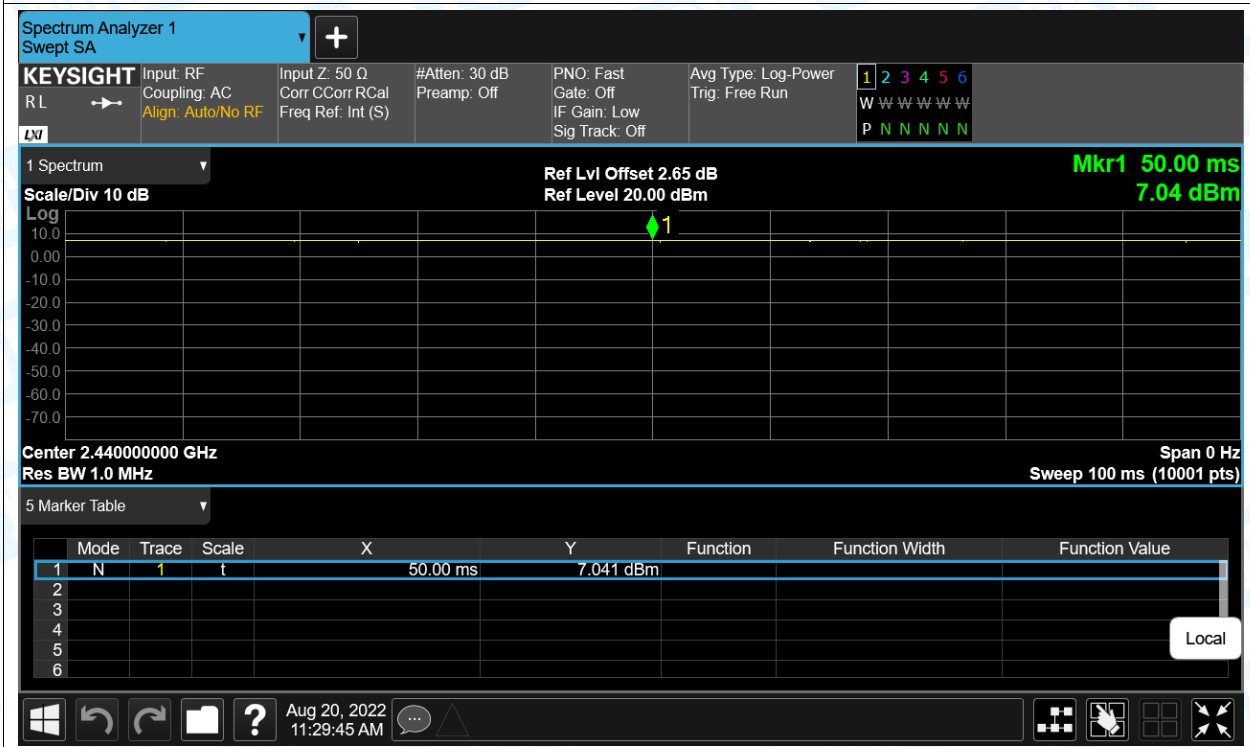 Spectrum Analyzer 1
Swept SA
KEYSIGHT Input: RF Input Z: 50 Ω #Atten: 30 dB PNO: Fast Avg Type: Log-Power 1 2 3 4 5 6
RL Coupling: AC Corr CCorr RCal Preamp: Off Gate: Off Trig: Free Run
Align: Auto/No RF Freq Ref: Int (S) IF Gain: Low W W W W W W
LXI Sig Track: Off P N N N N N
1 Spectrum Ref Lvl Offset 2.65 dB Mkr1 50.00 ms
Scale/Div 10 dB Ref Level 20.00 dBm 7.04 dBm
Log
1
10.0
0.00
-10.0
-20.0
-30.0
-40.0
-50.0
-60.0
-70.0
Center 2.440000000 GHz Span 0 Hz
Res BW 1.0 MHz Sweep 100 ms (10001 pts)
5 Marker Table
Mode Trace Scale X Y Function Function Width Function Value
1 N 1 t 50.00 ms 7.041 dBm
2
3
4
5
6
Local
? Aug 20, 2022
11:29:45 AM